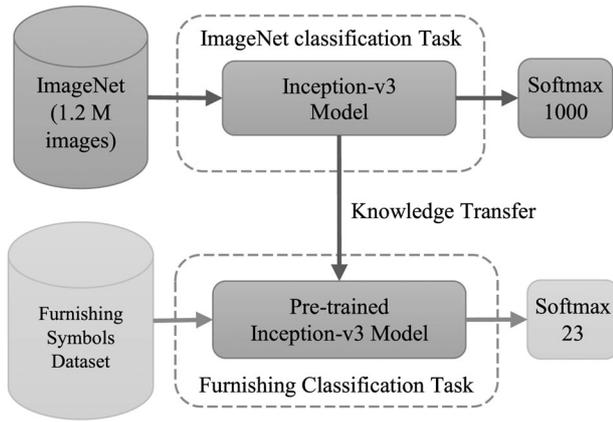 ImageNet classification Task
ImageNet
(1.2 M
images)
Inception-v3
Model
Softmax
1000
Knowledge Transfer
Furnishing
Symbols
Dataset
Pre-trained
Inception-v3 Model
Softmax
23
Furnishing Classification Task